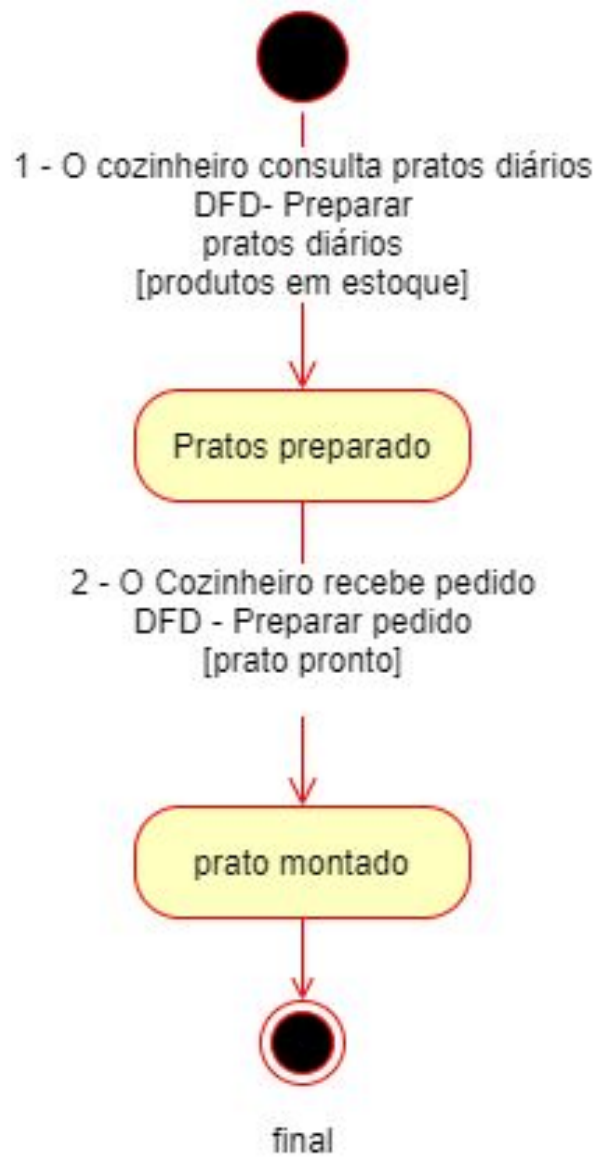 1 - O cozinheiro consulta pratos diários
DFD- Preparar
pratos diários
[produtos em estoque]
Pratos preparado
2 - O Cozinheiro recebe pedido
DFD - Preparar pedido
[prato pronto]
prato montado
final